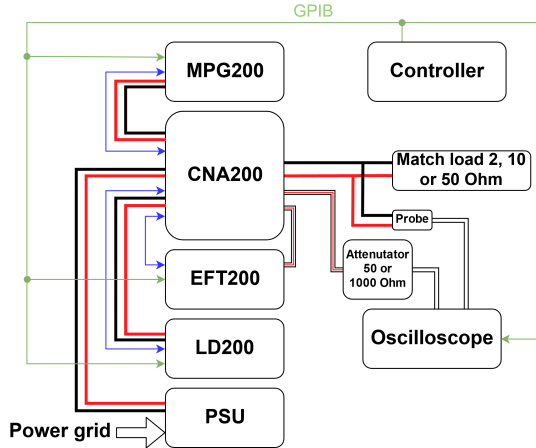 GPIB
MPG200
Controller
CNA200
Match load 2, 10
or 50 Ohm
Probe
Attenutator
50 or
1000 Ohm
EFT200
Oscilloscope
LD200
PSU
Power grid